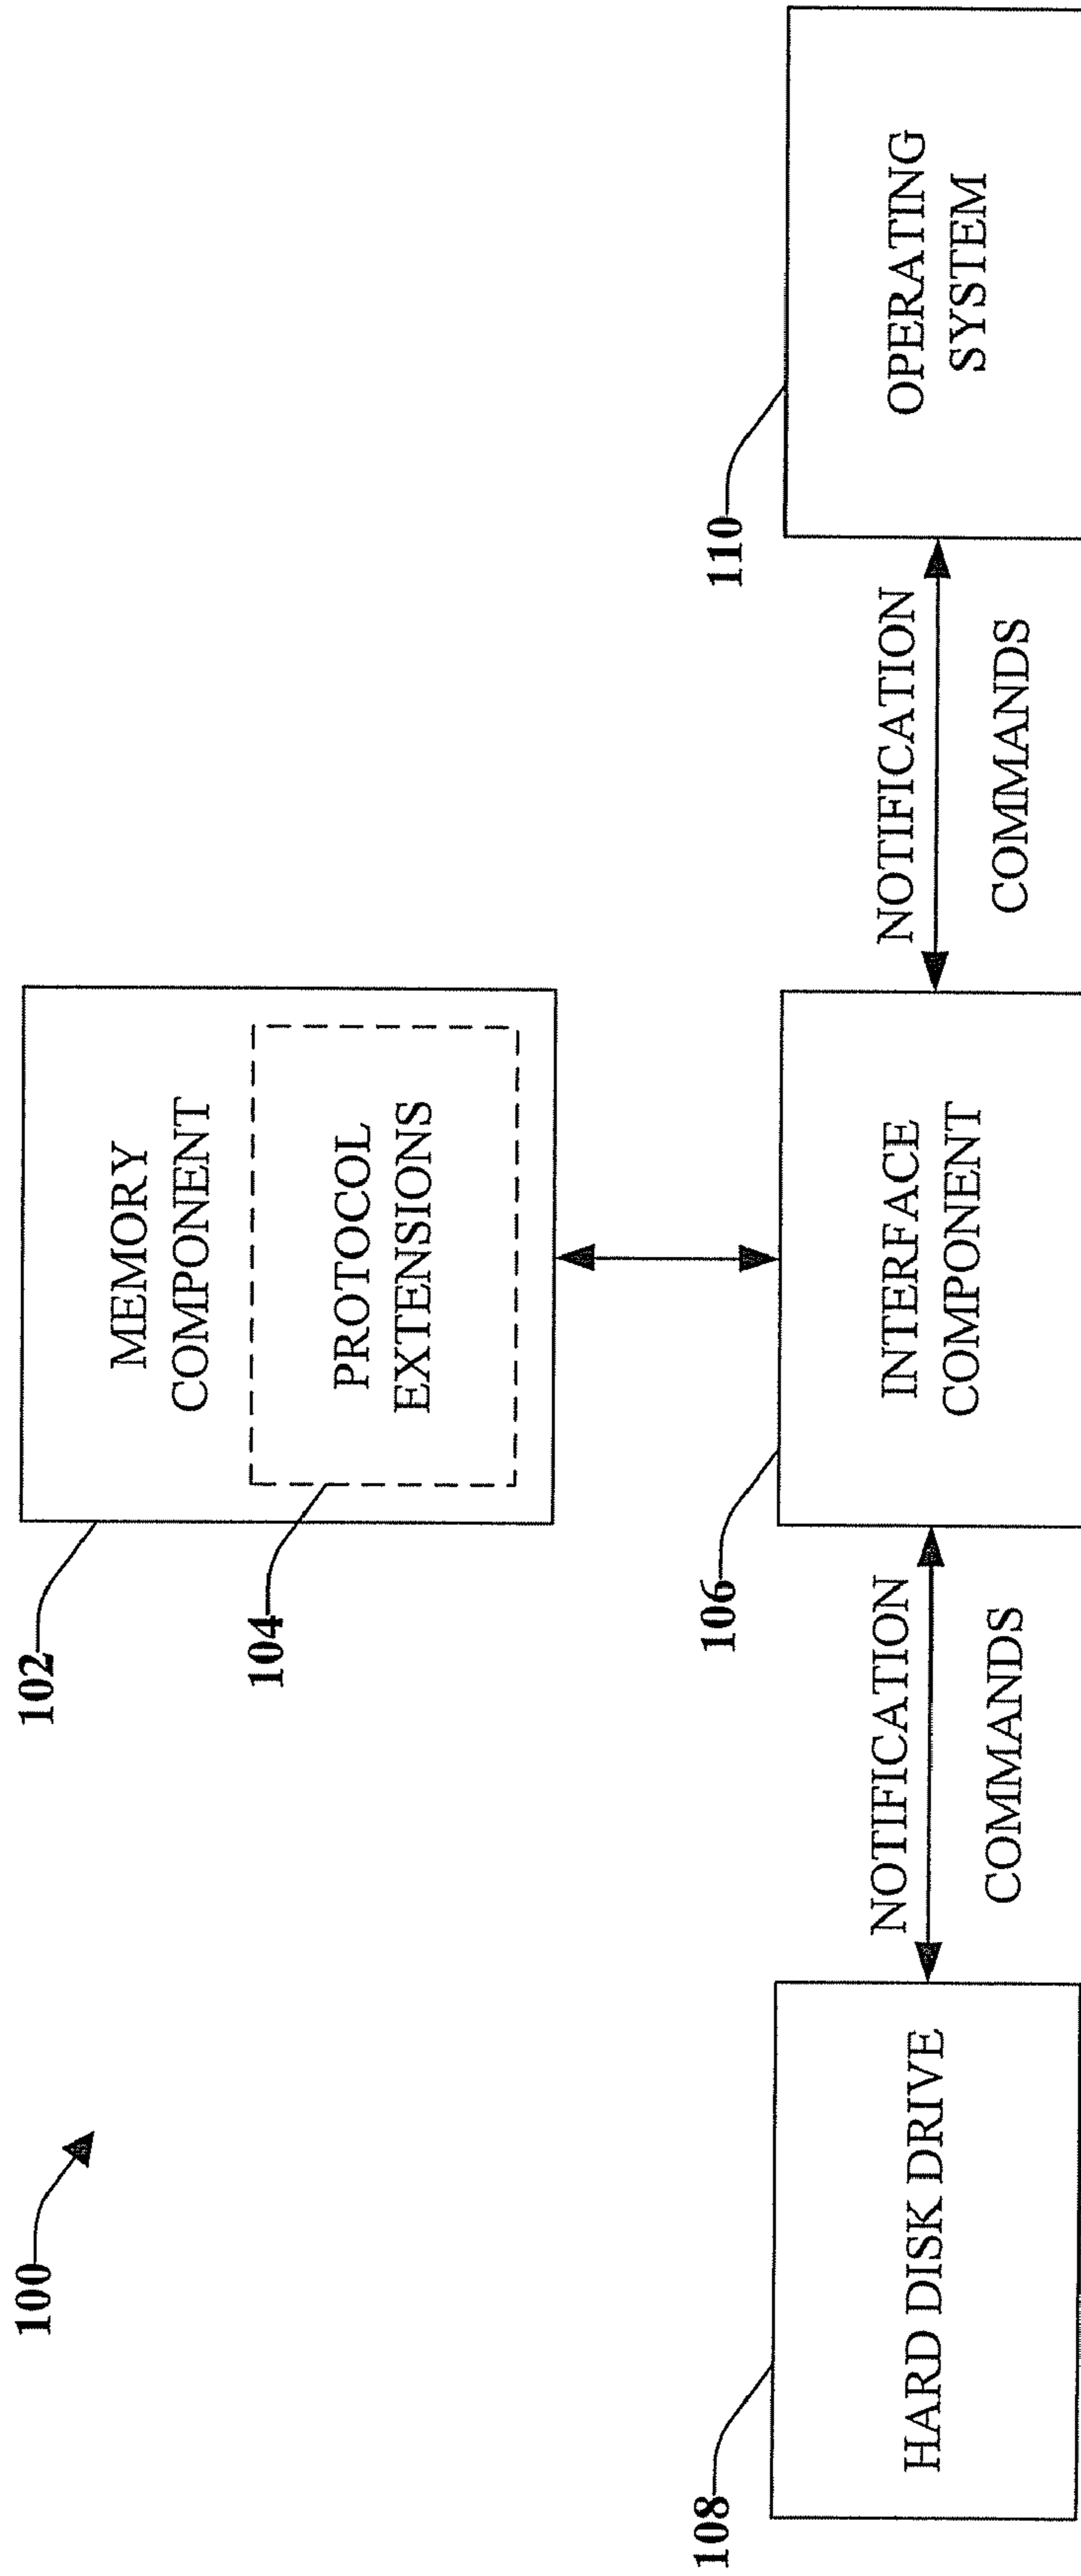 100
102
MEMORY
COMPONENT
104
PROTOCOL
EXTENSIONS
108
HARD DISK DRIVE
NOTIFICATION
COMMANDS
106
INTERFACE
COMPONENT
NOTIFICATION
COMMANDS
110
OPERATING
SYSTEM